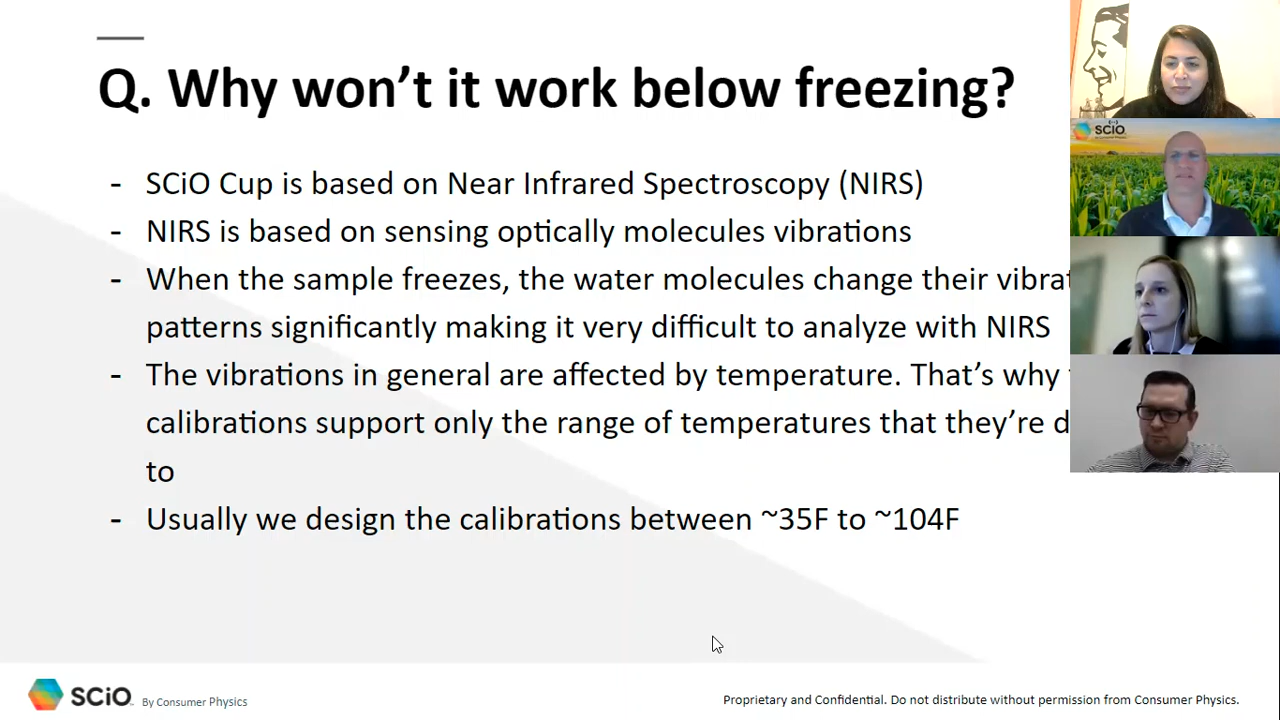 Q. Why won't it work below freezing?
- SCiO Cup is based on Near Infrared Spectroscopy (NIRS)
- NIRS is based on sensing optically molecules vibrations
- When the sample freezes, the water molecules change their
patterns significantly making it very difficult to analyze with NIRS
- The vibrations in general are affected by temperature. That's why
calibrations support only the range of temperatures that they're
to
- Usually we design the calibrations between ~35F to ~104F
SCiO
SCiO By Consumer Physics
Proprietary and Confidential. Do not distribute without permission from Consumer Physics.